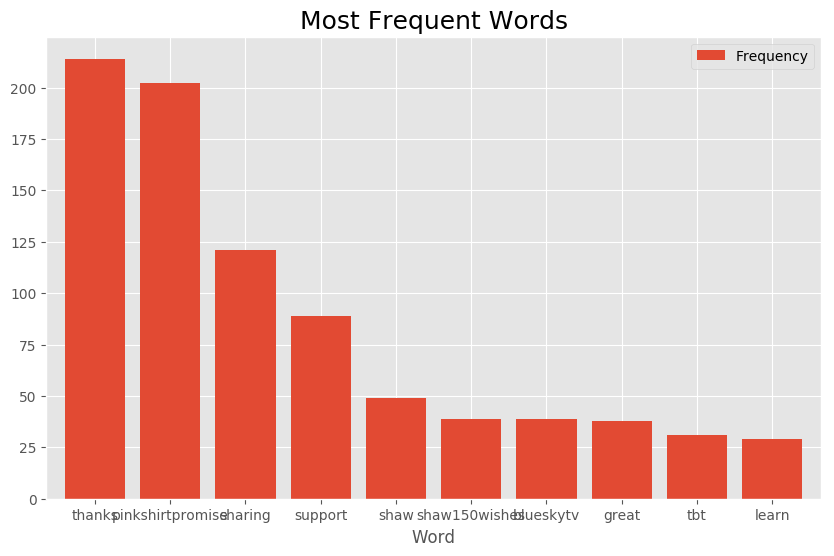 Most Frequent Words
Frequency
200
175
150
125
100
75
50
25
0
thanks pinkshirtpromise sharing support shaw shaw150wishes blueskytv great tbt learn
Word